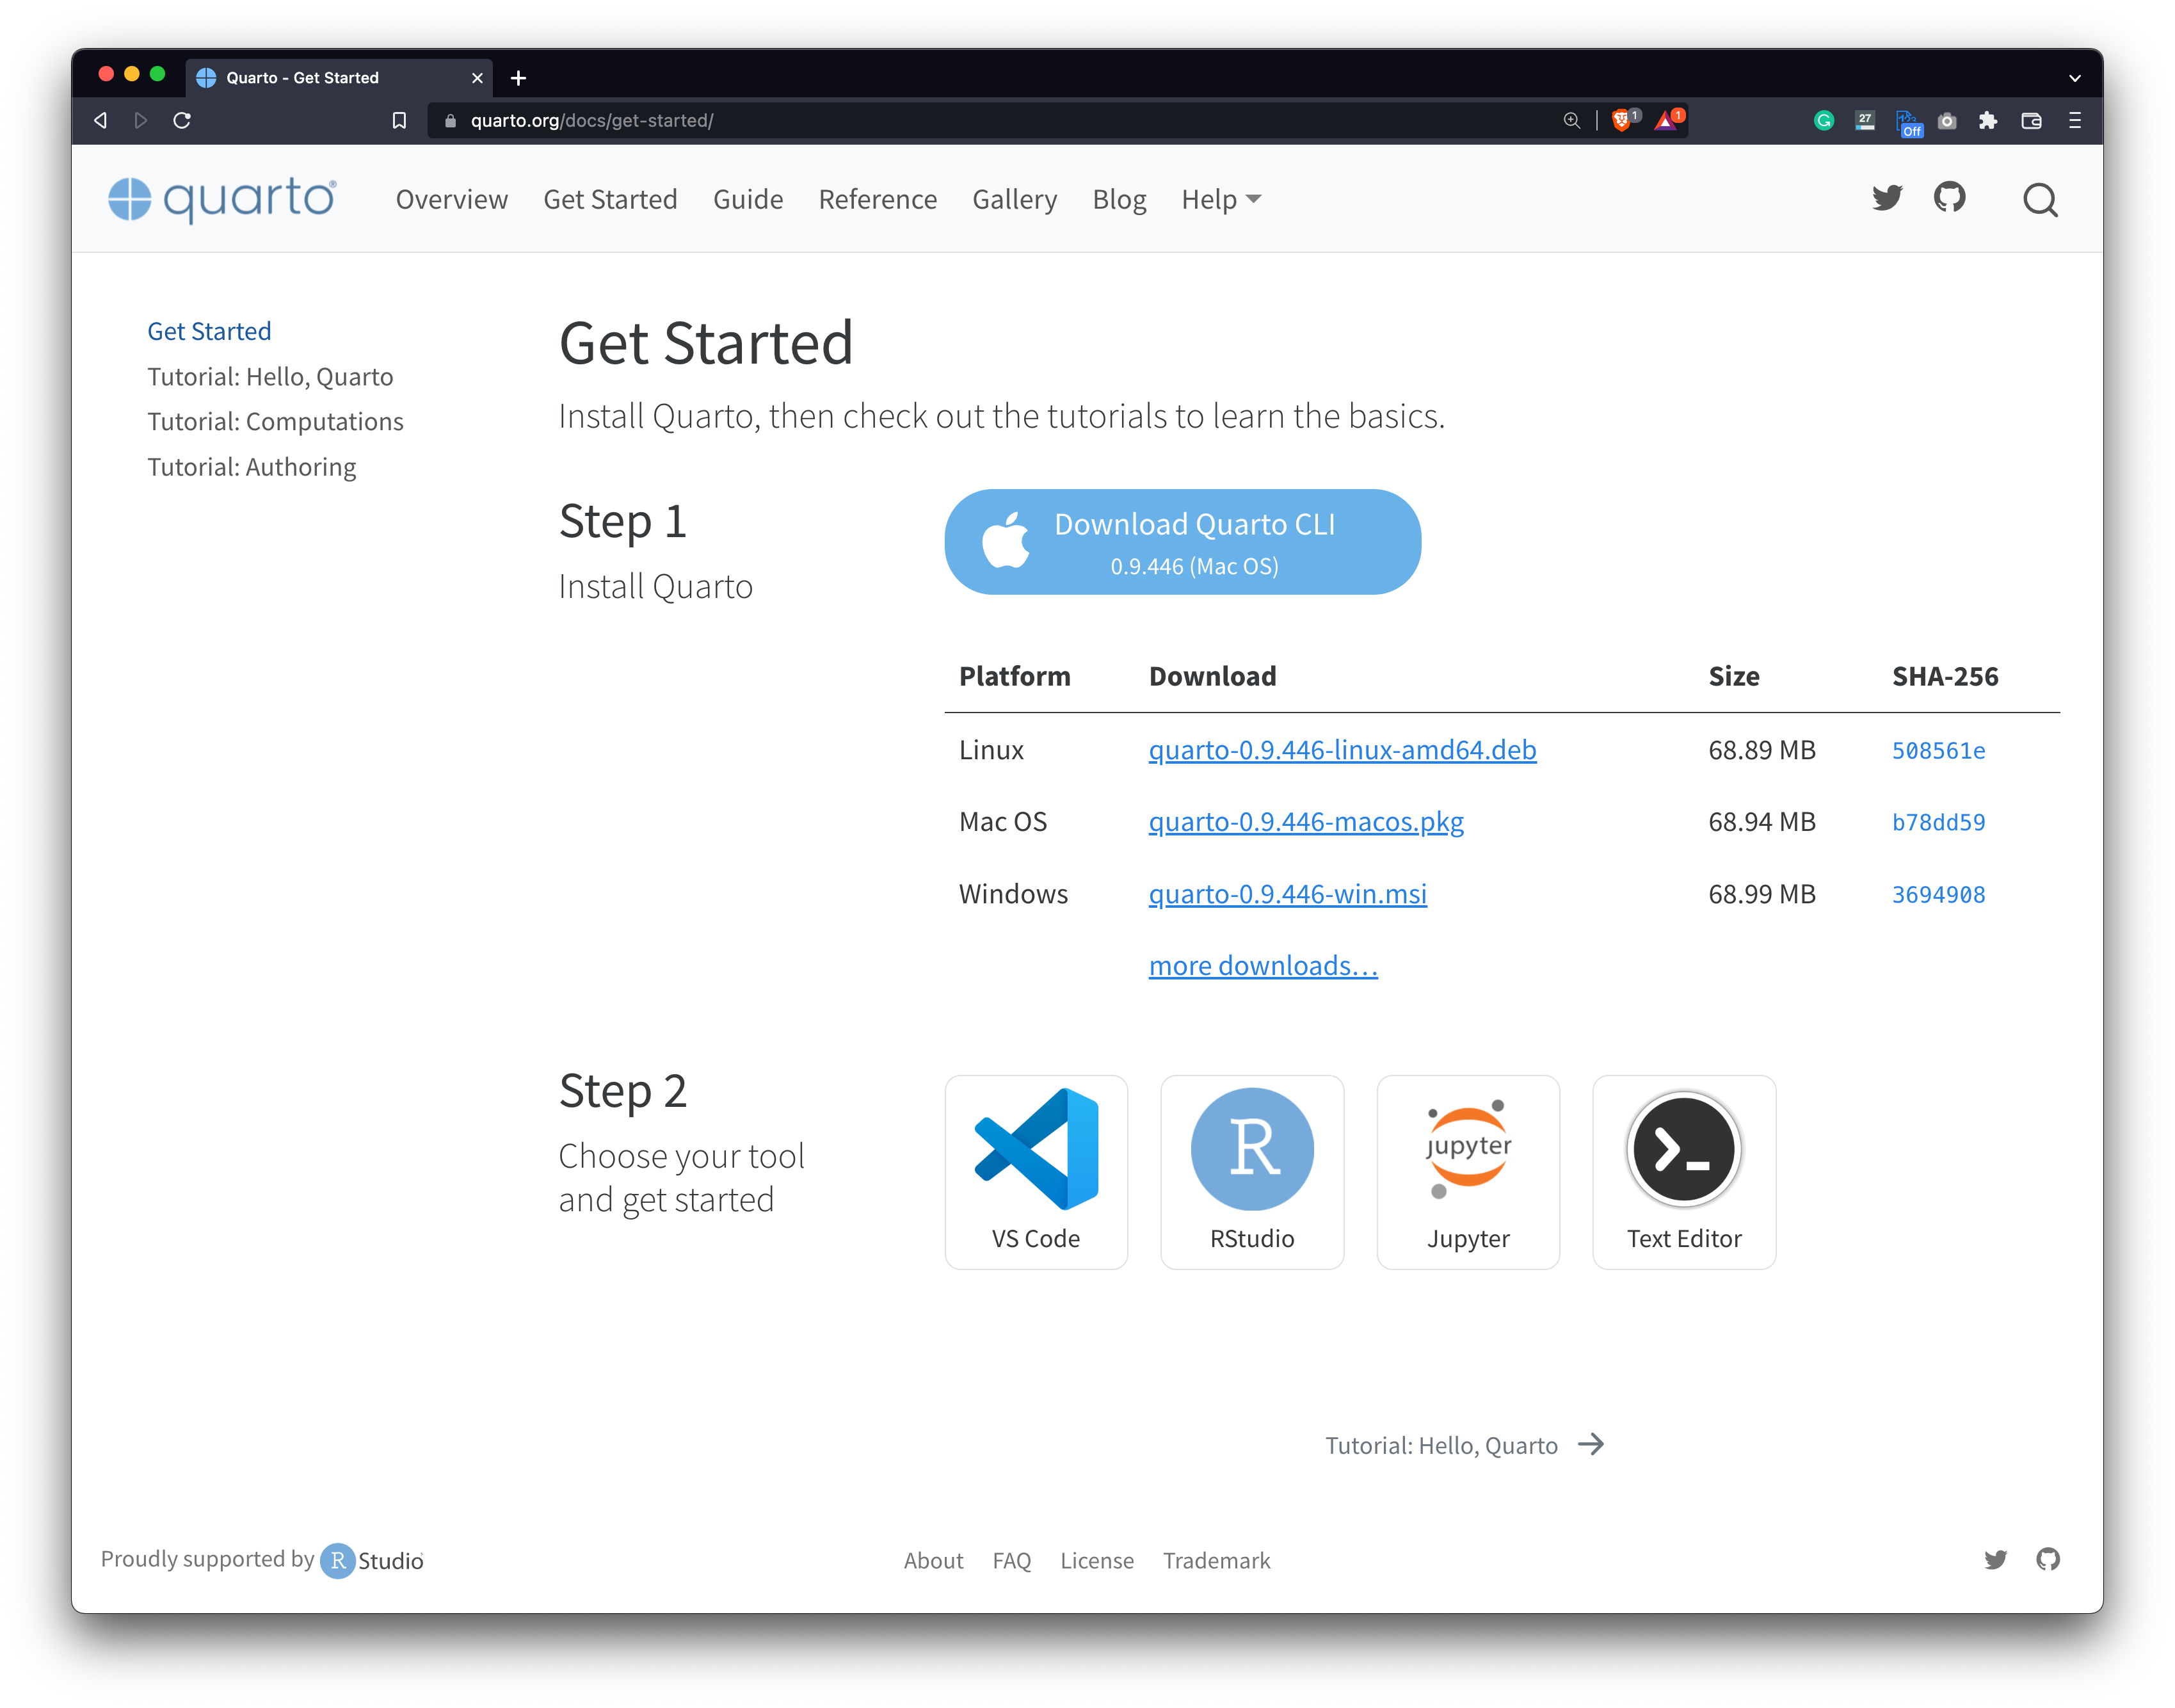 Quarto - Get Started
quarto.org/docs/get-started/
1
1
27
Off
quarto®
Overview Get Started Guide Reference Gallery Blog Help
Get Started
Tutorial: Hello, Quarto
Tutorial: Computations
Tutorial: Authoring
Get Started
Install Quarto, then check out the tutorials to learn the basics.
Step 1
Install Quarto
Download Quarto CLI
0.9.446 (Mac OS)
Platform Download Size SHA-256
Linux quarto-0.9.446-linux-amd64.deb 68.89 MB 508561e
Mac OS quarto-0.9.446-macos.pkg 68.94 MB b78dd59
Windows quarto-0.9.446-win.msi 68.99 MB 3694908
more downloads…
Step 2
Choose your tool
and get started
R
jupyter
VS Code RStudio Jupyter Text Editor
Tutorial: Hello, Quarto
Proudly supported by R Studio
About FAQ License Trademark